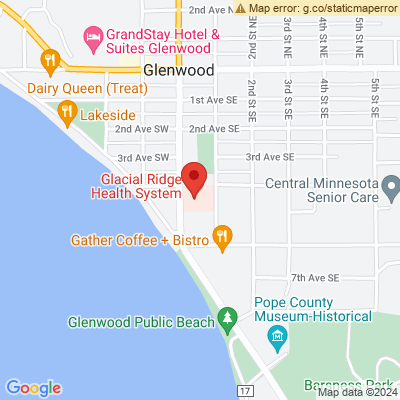 Map error: g.co/staticmaperror
2nd Ave N
GrandStay Hotel &
Suites Glenwood
2nd St NE
3rd St NE
4th St NE
5th St NE
Glenwood
Dairy Queen (Treat)
1st Ave SE
Lakeside
2nd Ave SW
2nd Ave SE
2nd St SE
3rd St SE
4th St SE
5th St SE
3rd Ave SW
3rd Ave SE
Glacial Ridge
Health System
Central Minnesota
Senior Care
Gather Coffee + Bistro
7th Ave SE
Pope County
Museum-Historical
Glenwood Public Beach
Barsness Park
17
Google
Map data ©2024